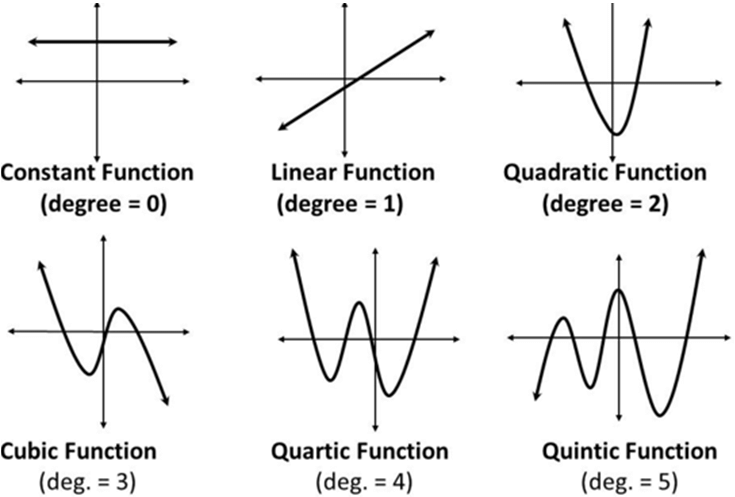 Constant Function
(degree = 0)
Linear Function
(degree = 1)
Quadratic Function
(degree = 2)
Cubic Function
(deg. = 3)
Quartic Function
(deg. = 4)
Quintic Function
(deg. = 5)